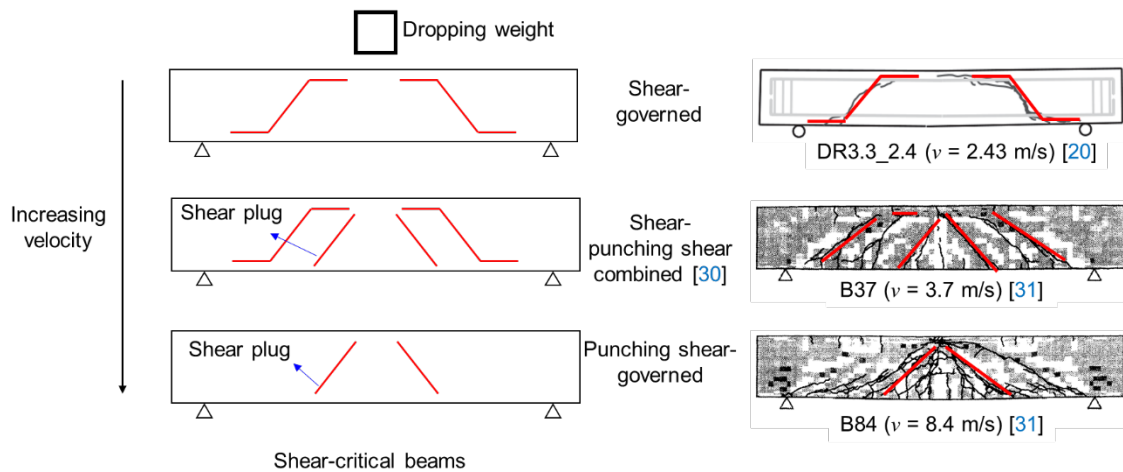 Dropping weight
Shear-
governed
DR3.3_2.4 (v = 2.43 m/s) [20]
Increasing
velocity
Shear plug
Shear-
punching shear
combined [30]
B37 (v = 3.7 m/s) [31]
Shear plug
Punching shear-
governed
B84 (v = 8.4 m/s) [31]
Shear-critical beams